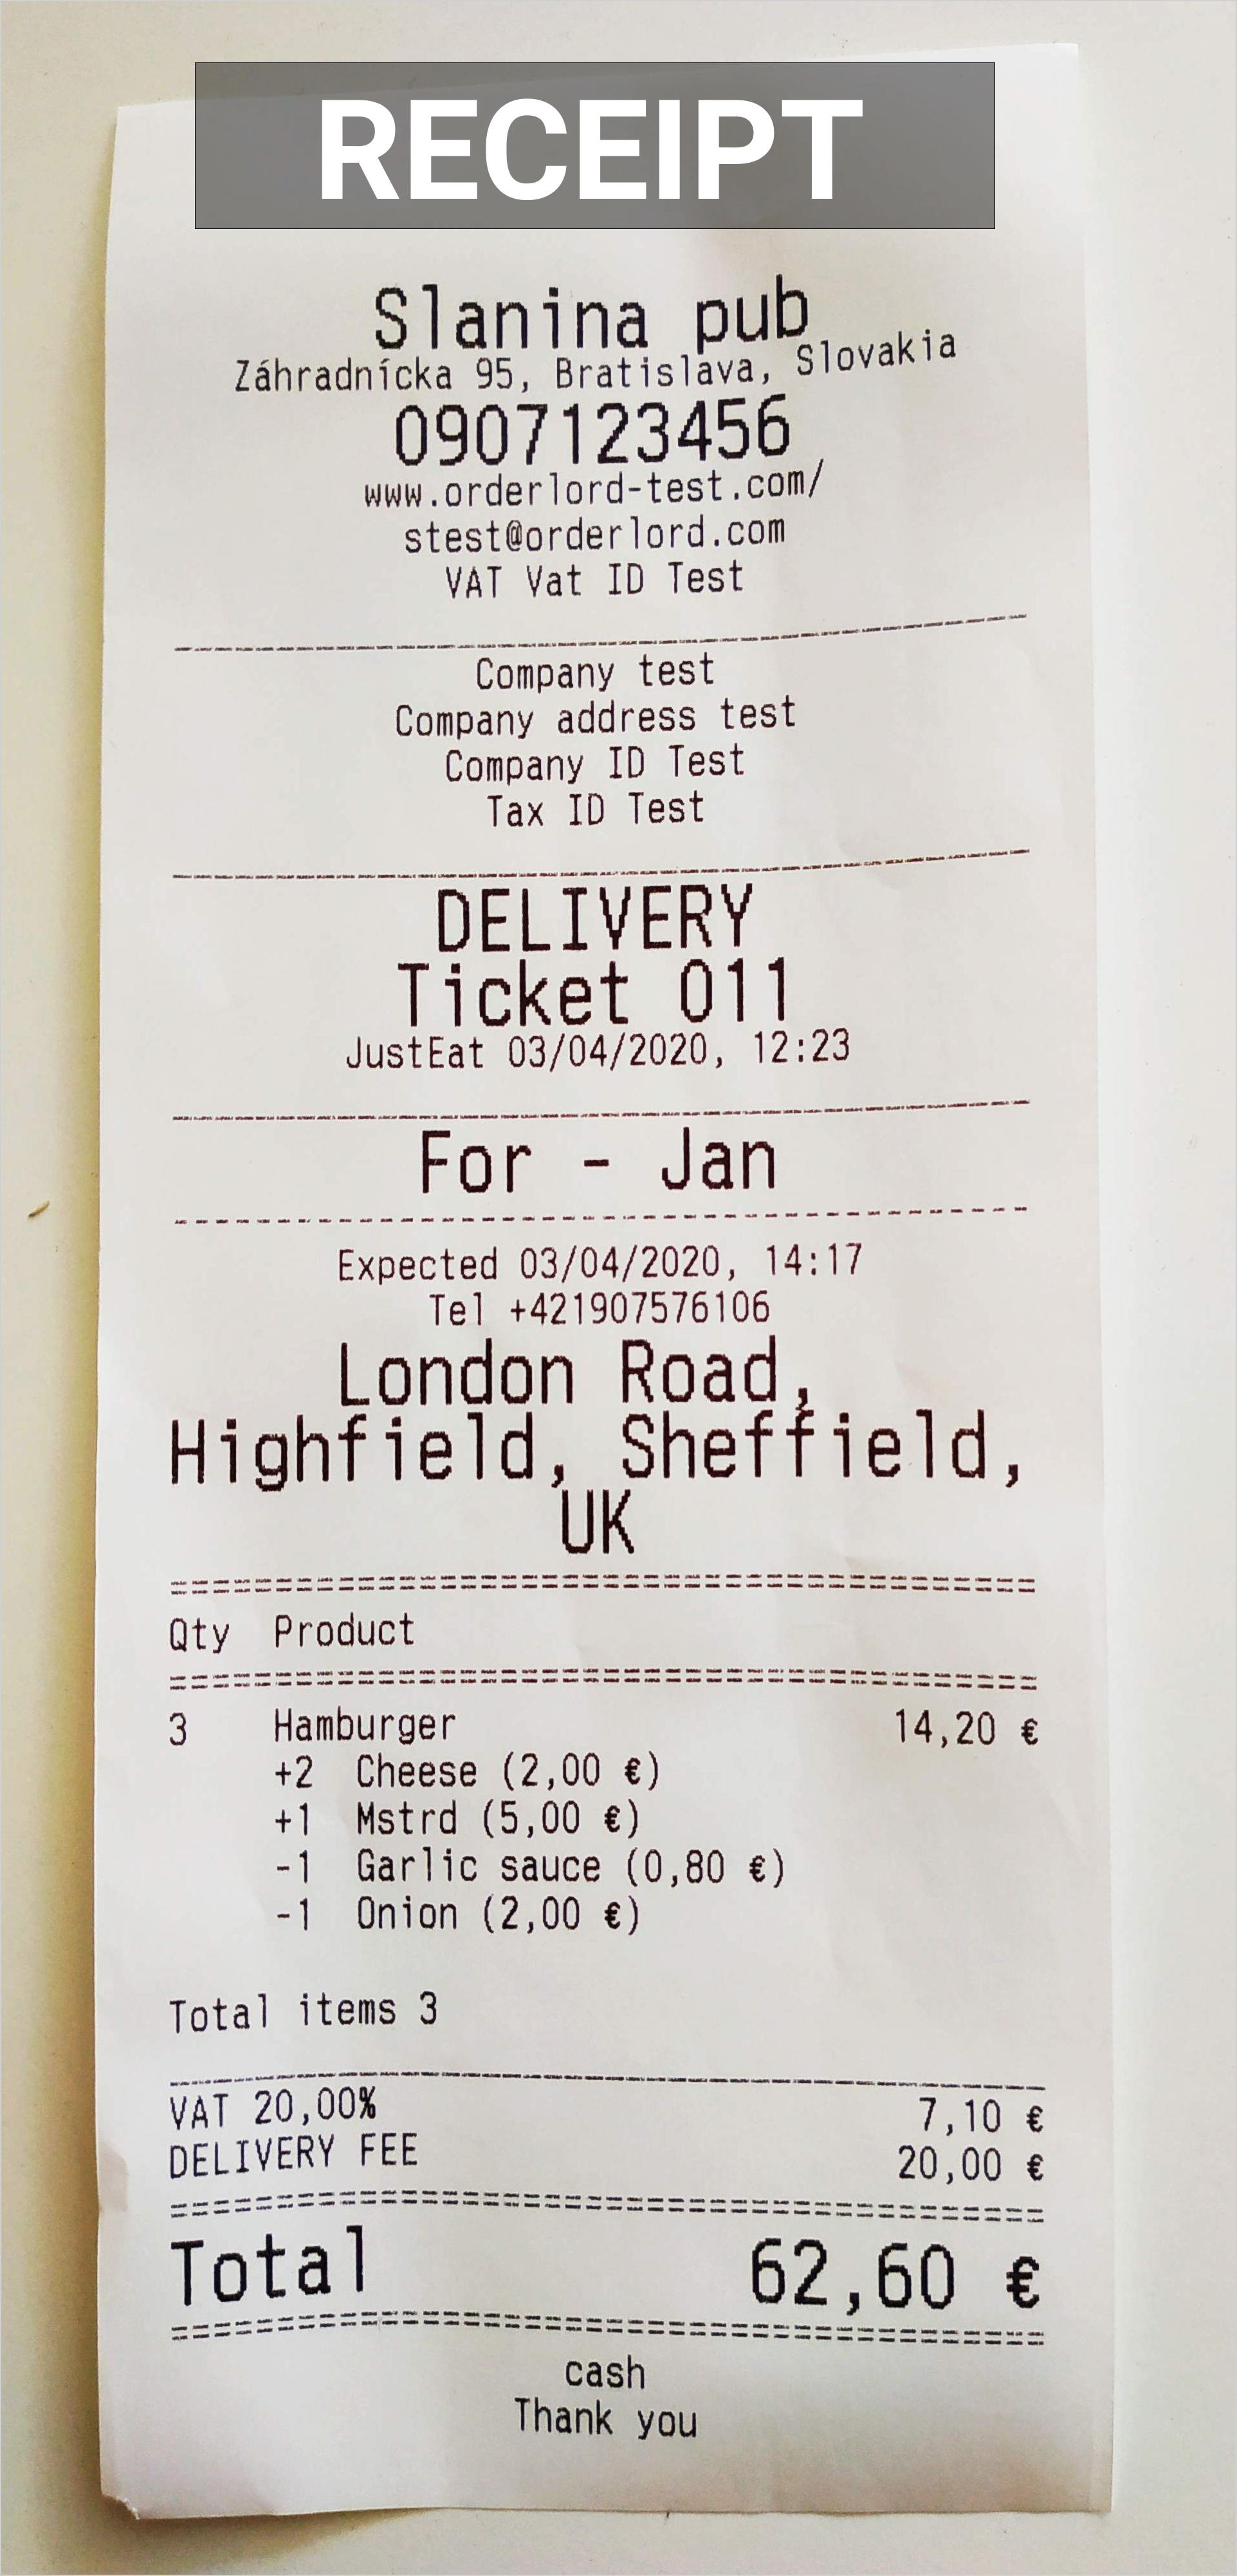 RECEIPT
Slanina pub
Záhradnícka 95, Bratislava, Slovakia
0907123456
www.orderlord-test.com/
stest@orderlord.com
VAT Vat ID Test
Company test
Company address test
Company ID Test
Tax ID Test
DELIVERY
Ticket 011
JustEat 03/04/2020, 12:23
For - Jan
Expected 03/04/2020, 14:17
Tel +421907576106
London Road,
Highfield, Sheffield,
UK
Qty Product
3 Hamburger 14,20 €
+2 Cheese (2,00 €)
+1 Mstrd (5,00 €)
-1 Garlic sauce (0,80 €)
-1 Onion (2,00 €)
Total items 3
VAT 20,00% 7,10 €
DELIVERY FEE 20,00 €
Total 62,60 €
cash
Thank you